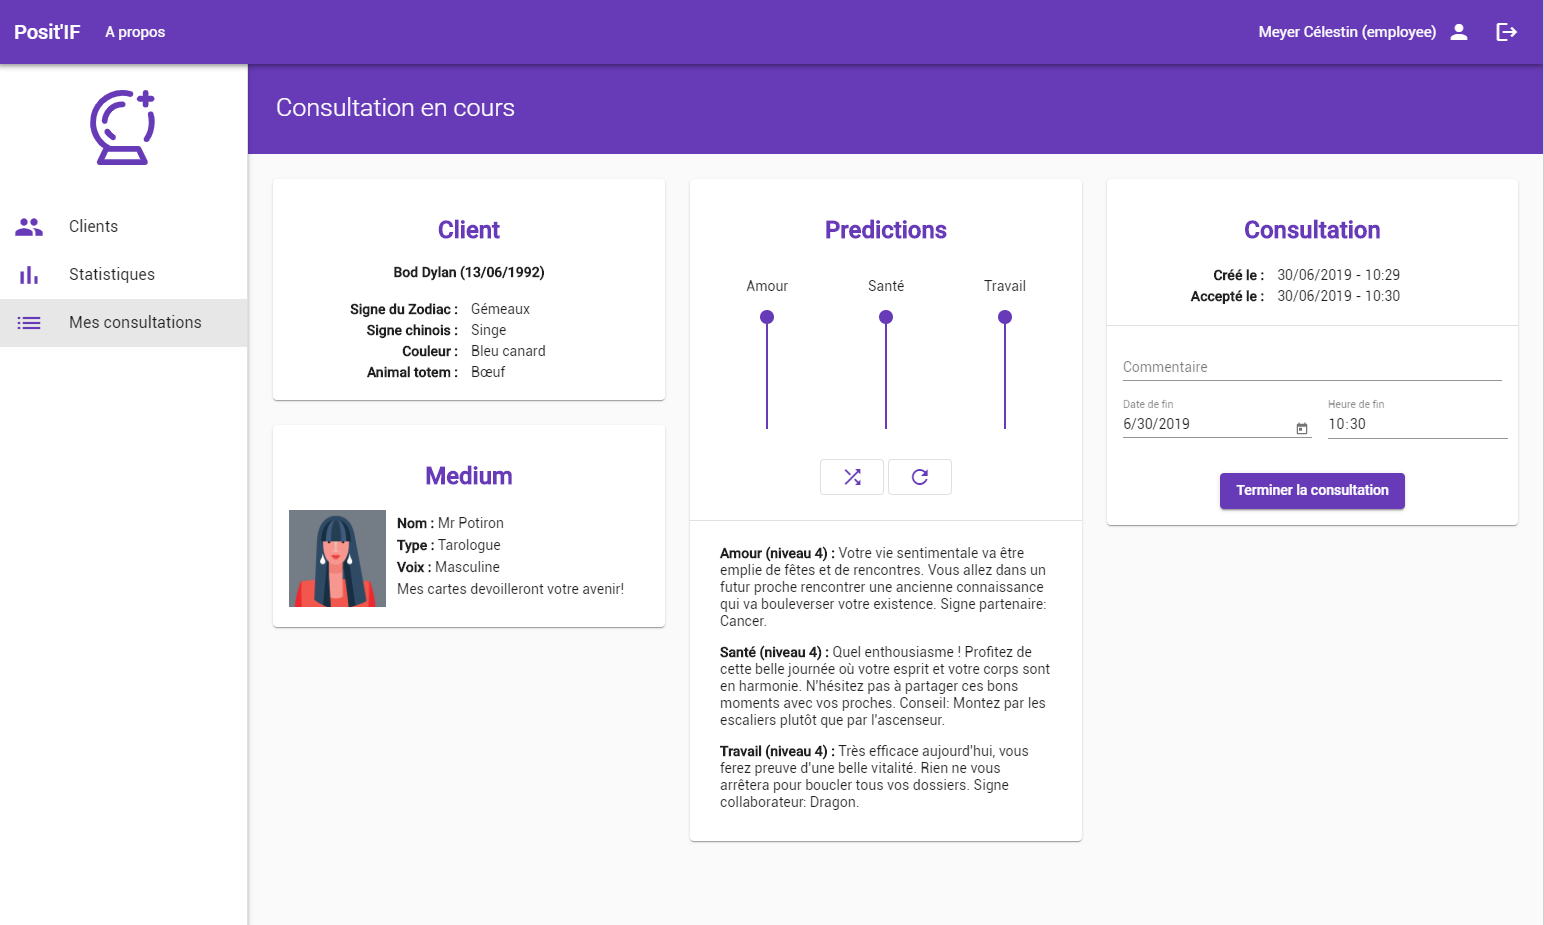 Posit'IF
A propos
Meyer Célestin (employee)
Clients
Statistiques
Mes consultations
Consultation en cours
Client
Bod Dylan (13/06/1992)
Signe du Zodiac : Gémeaux
Signe chinois : Singe
Couleur : Bleu canard
Animal totem : Bœuf
Medium
Nom : Mr Potiron
Type : Tarologue
Voix : Masculine
Mes cartes devoilleront votre avenir!
Predictions
Amour Santé Travail
Amour (niveau 4) : Votre vie sentimentale va être
emplie de fêtes et de rencontres. Vous allez dans un
futur proche rencontrer une ancienne connaissance
qui va bouleverser votre existence. Signe partenaire:
Cancer.
Santé (niveau 4) : Quel enthousiasme ! Profitez de
cette belle journée où votre esprit et votre corps sont
en harmonie. N'hésitez pas à partager ces bons
moments avec vos proches. Conseil: Montez par les
escaliers plutôt que par l'ascenseur.
Travail (niveau 4) : Très efficace aujourd'hui, vous
ferez preuve d'une belle vitalité. Rien ne vous
arrêtera pour boucler tous vos dossiers. Signe
collaborateur: Dragon.
Consultation
Créé le : 30/06/2019 - 10:29
Accepté le : 30/06/2019 - 10:30
Commentaire
Date de fin Heure de fin
6/30/2019 10:30
Terminer la consultation